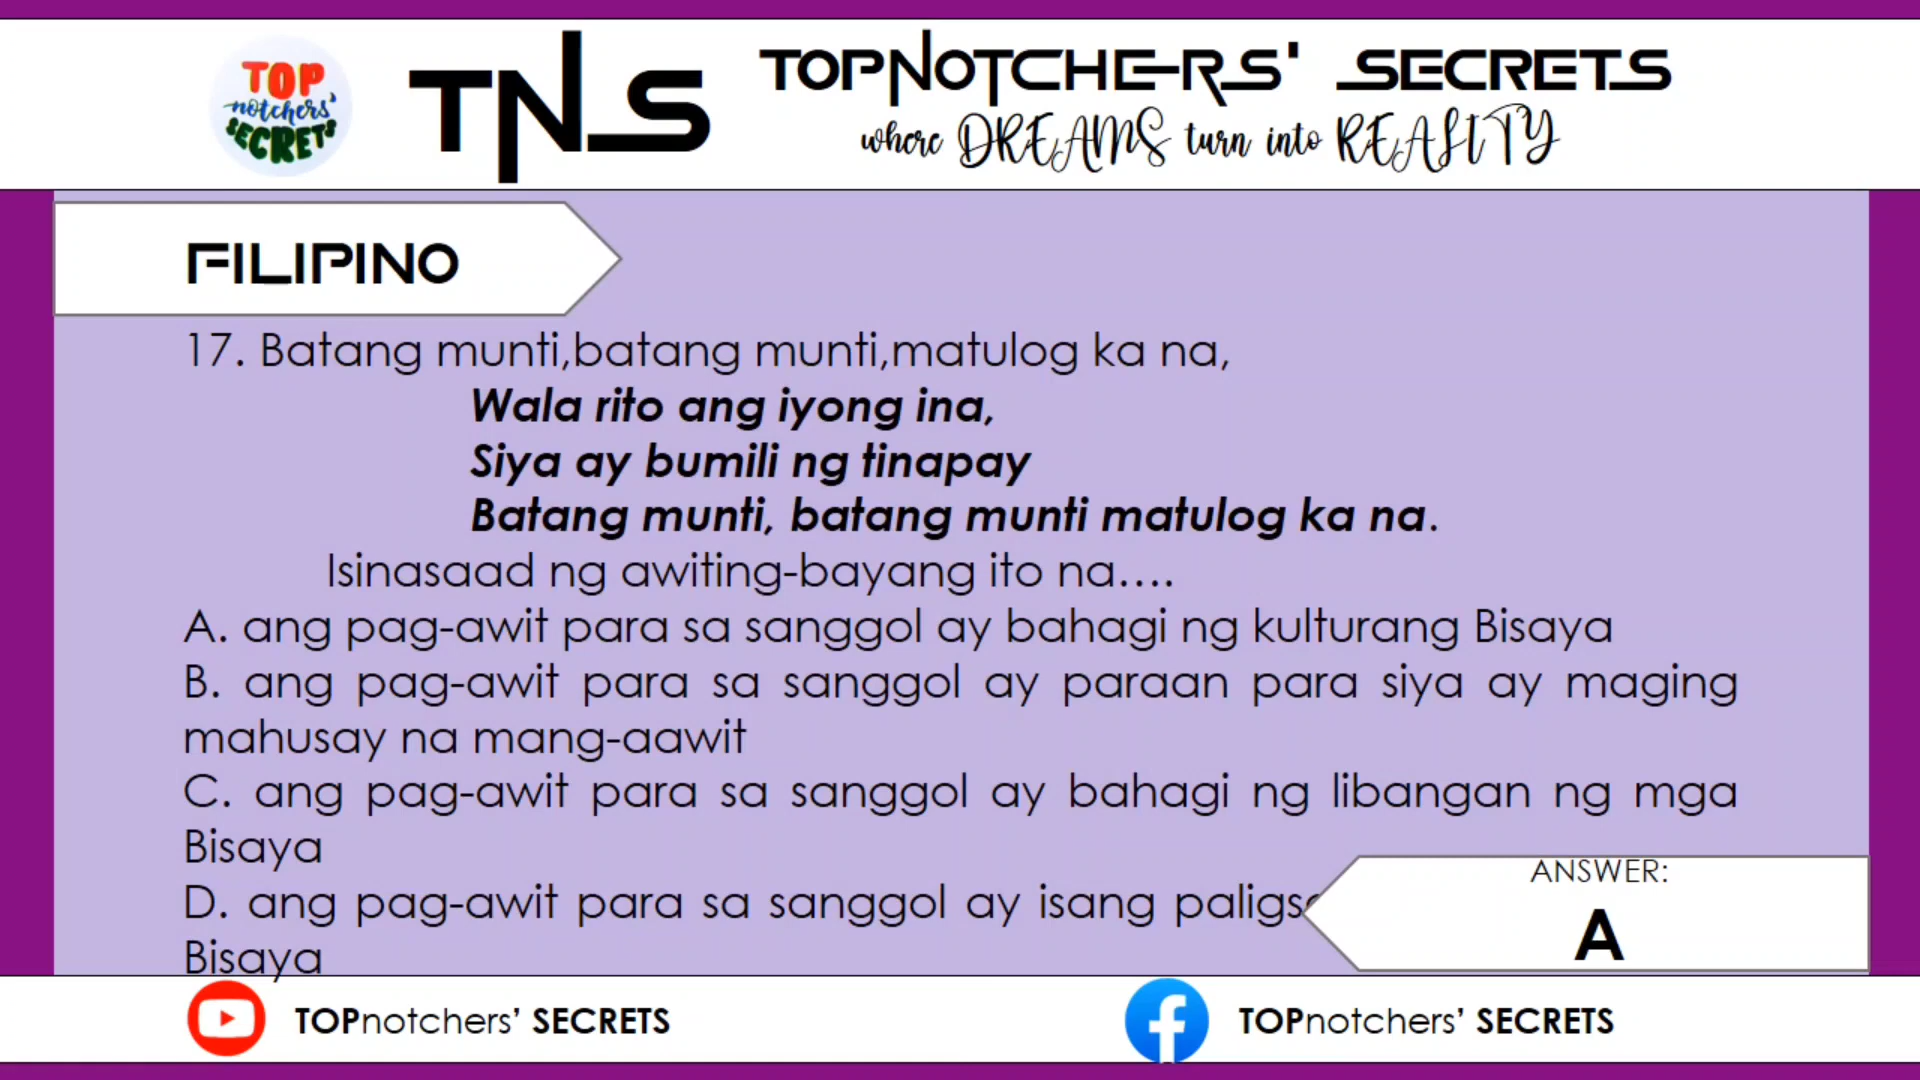 TOP
notchers'
SECRETS
TNS
TOPNOTCHERS' SECRETS
where DREAMS turn into REALITY
FILIPINO
17. Batang munti,batang munti,matulog ka na,
Wala rito ang iyong ina,
Siya ay bumili ng tinapay
Batang munti, batang munti matulog ka na.
Isinasaad ng awiting-bayang ito na....
A. ang pag-awit para sa sanggol ay bahagi ng kulturang Bisaya
B. ang pag-awit para sa sanggol ay paraan para siya ay maging
mahusay na mang-aawit
C. ang pag-awit para sa sanggol ay bahagi ng libangan ng mga
Bisaya
D. ang pag-awit para sa sanggol ay isang
Bisaya
ANSWER:
A
TOPnotchers' SECRETS
TOPnotchers' SECRETS